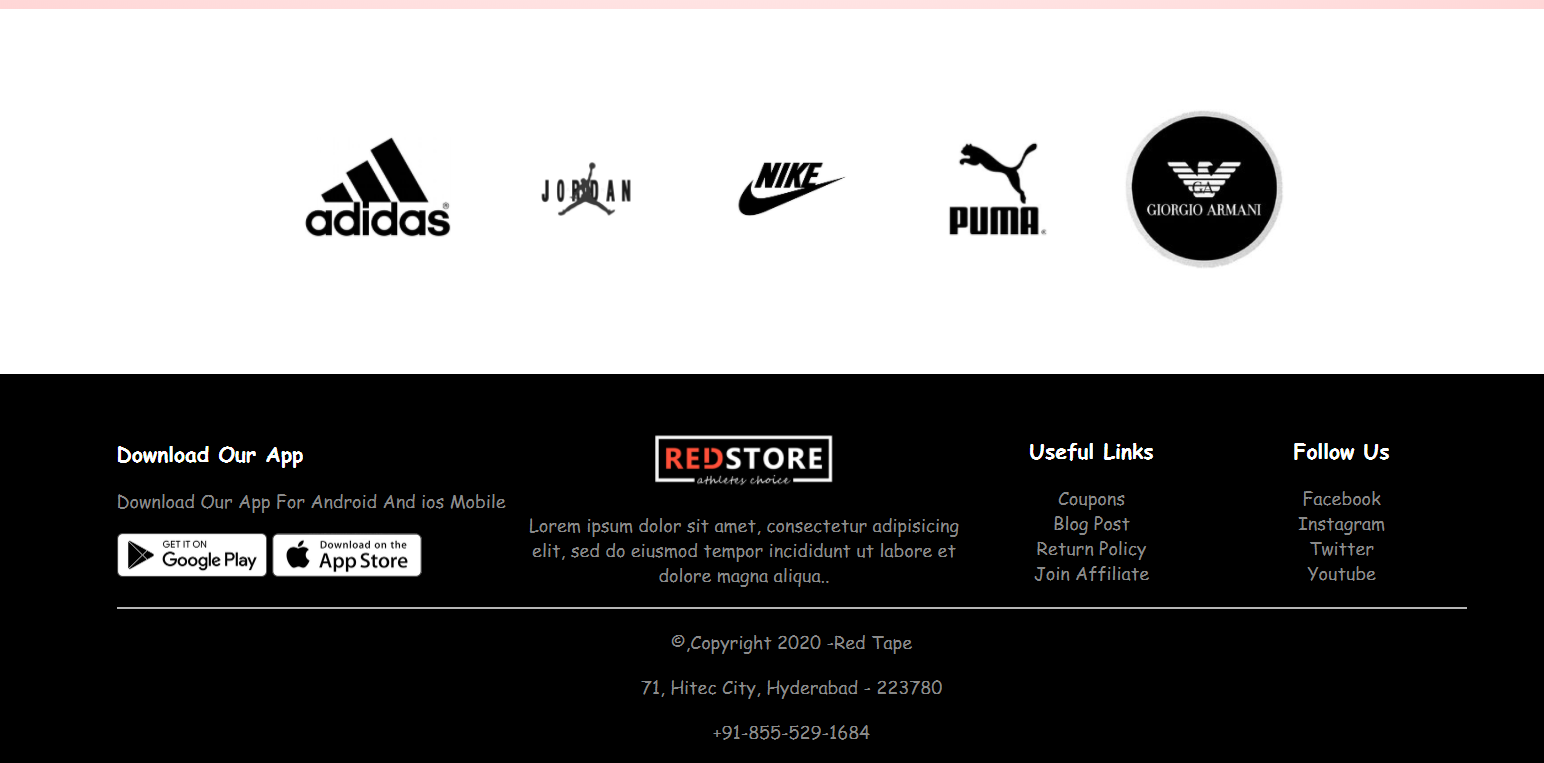 adidas®
JORDAN
NIKE
PUMA®
GA
GIORGIO ARMANI
Download Our App
Download Our App For Android And ios Mobile
GET IT ON
Google Play
Download on the
App Store
REDSTORE
athletes choice
Lorem ipsum dolor sit amet, consectetur adipisicing
elit, sed do eiusmod tempor incididunt ut labore et
dolore magna aliqua..
Useful Links
Coupons
Blog Post
Return Policy
Join Affiliate
Follow Us
Facebook
Instagram
Twitter
Youtube
©,Copyright 2020 -Red Tape
71, Hitec City, Hyderabad - 223780
+91-855-529-1684